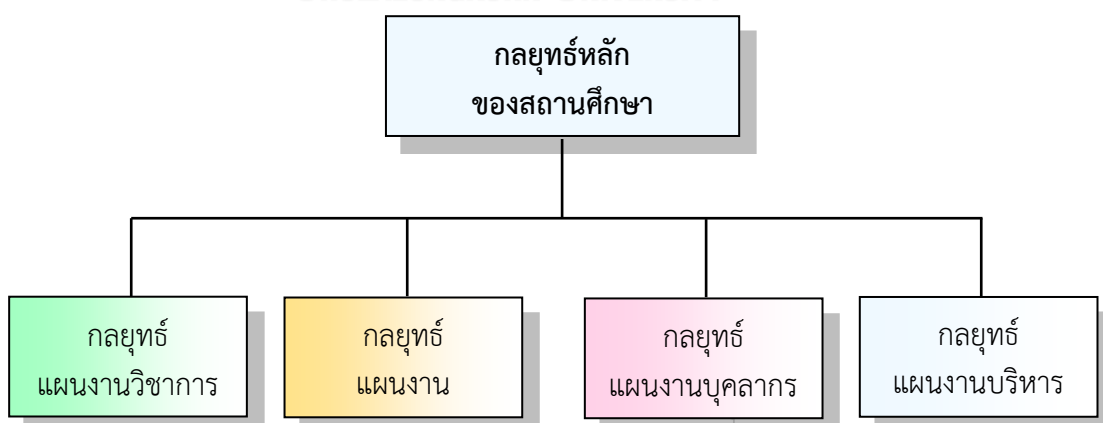 กลยุทธ์หลัก
ของสถานศึกษา
กลยุทธ์
แผนงานวิชาการ
กลยุทธ์
แผนงาน
กลยุทธ์
แผนงานบุคลากร
กลยุทธ์
แผนงานบริหาร